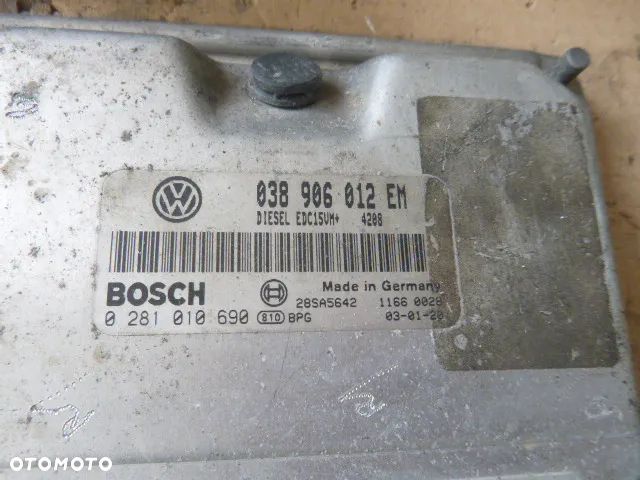 038 906 012 EM
DIESEL EDC15VM+ 4208
BOSCH
Made in Germany
28SA5642 1166 0028
0 281 010 690 810 BPG 03-01-20
OTOMOTO